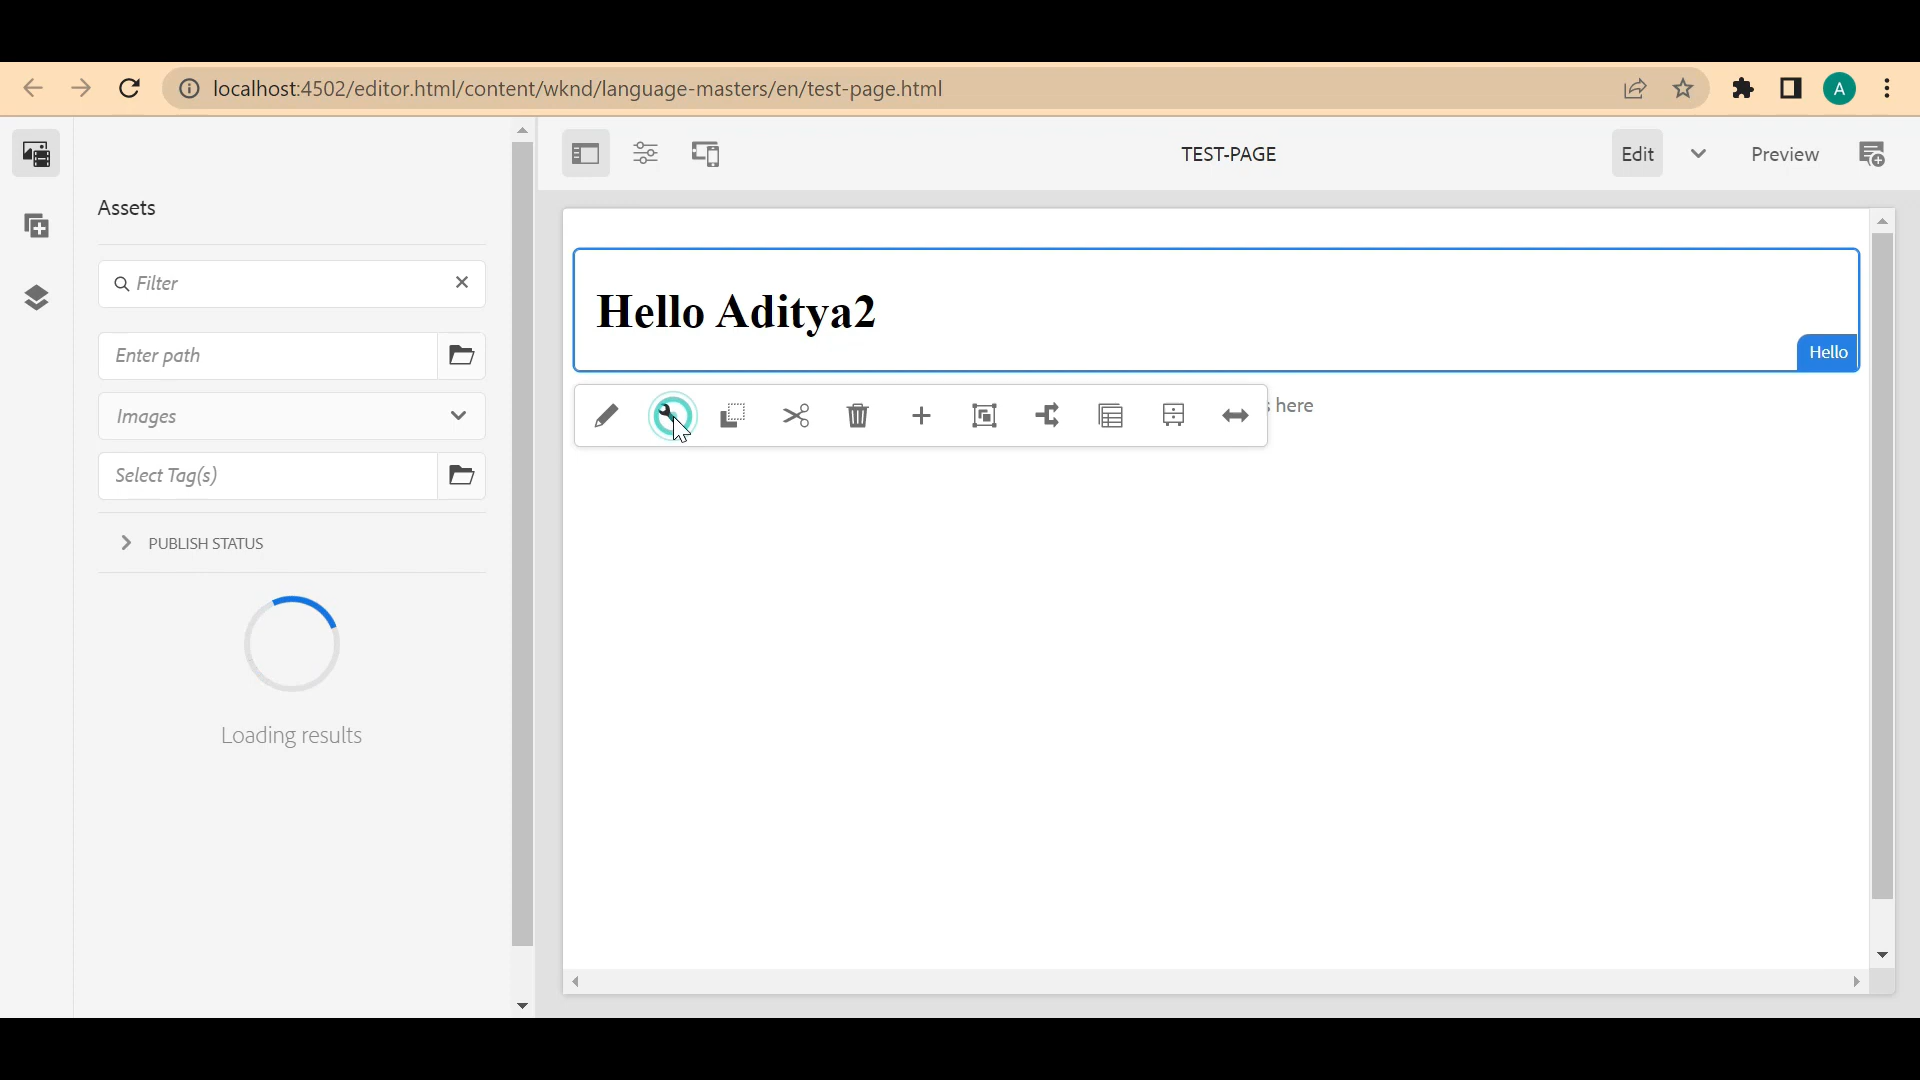 localhost:4502/editor.html/content/wknd/language-masters/en/test-page.html
A
Assets
Filter
Enter path
Images
Select Tag(s)
PUBLISH STATUS
Loading results
TEST-PAGE
Edit
Preview
Hello Aditya2
Hello
here